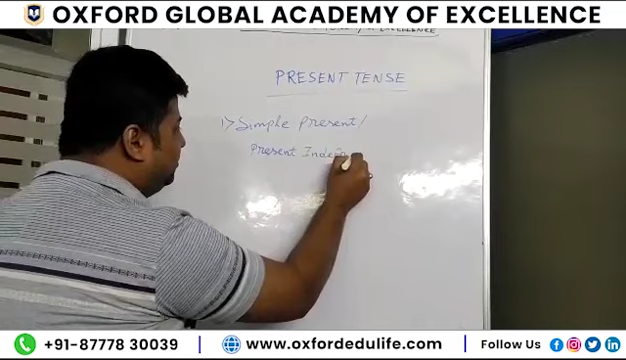 OXFORD GLOBAL ACADEMY OF EXCELLENCE
PRESENT TENSE
1> Simple Present/
Present Inde
+91-87778 30039 | www.oxfordedulife.com | Follow Us